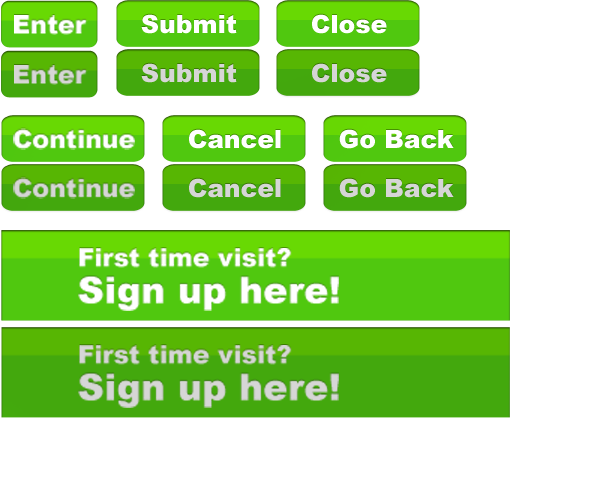 Enter
Submit
Close
Enter
Submit
Close
Continue
Cancel
Go Back
Continue
Cancel
Go Back
First time visit?
Sign up here!
First time visit?
Sign up here!